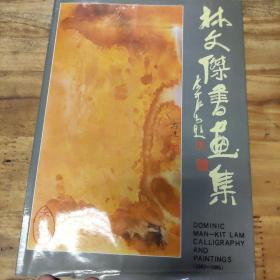 林文傑書畫集
DOMINIC
MAN-KIT LAM
CALLIGRAPHY
AND
PAINTINGS